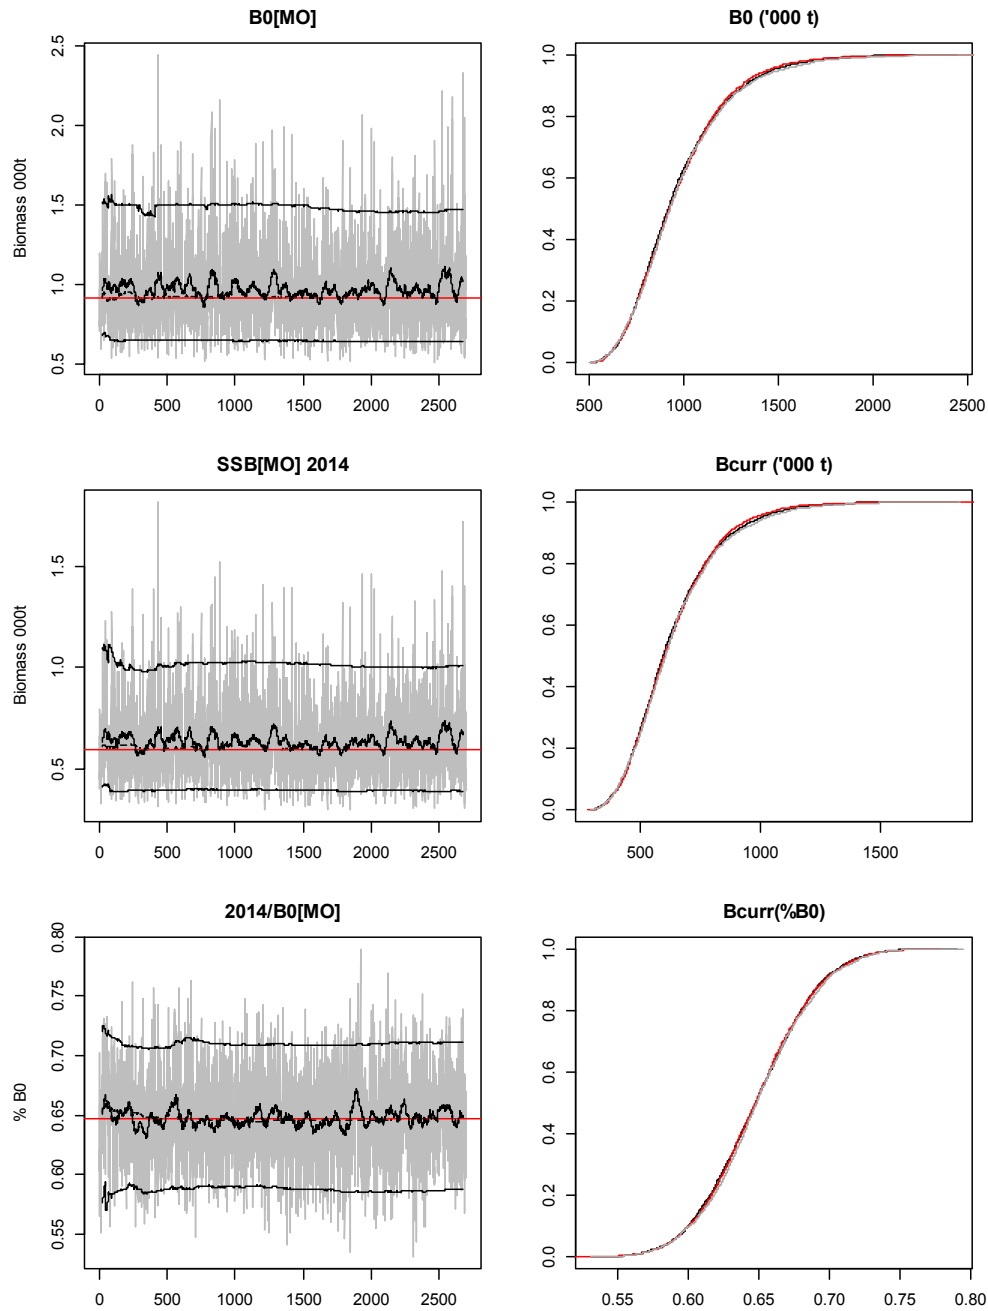 B0[MO]
Biomass 000t
2.5
2.0
1.5
1.0
0.5
0 500 1000 1500 2000 2500
B0 ('000 t)
1.0
0.8
0.6
0.4
0.2
0.0
500 1000 1500 2000 2500
SSB[MO] 2014
Biomass 000t
1.5
1.0
0.5
0 500 1000 1500 2000 2500
Bcurr ('000 t)
1.0
0.8
0.6
0.4
0.2
0.0
500 1000 1500
2014/B0[MO]
% B0
0.80
0.75
0.70
0.65
0.60
0.55
0 500 1000 1500 2000 2500
Bcurr(%B0)
1.0
0.8
0.6
0.4
0.2
0.0
0.55 0.60 0.65 0.70 0.75 0.80